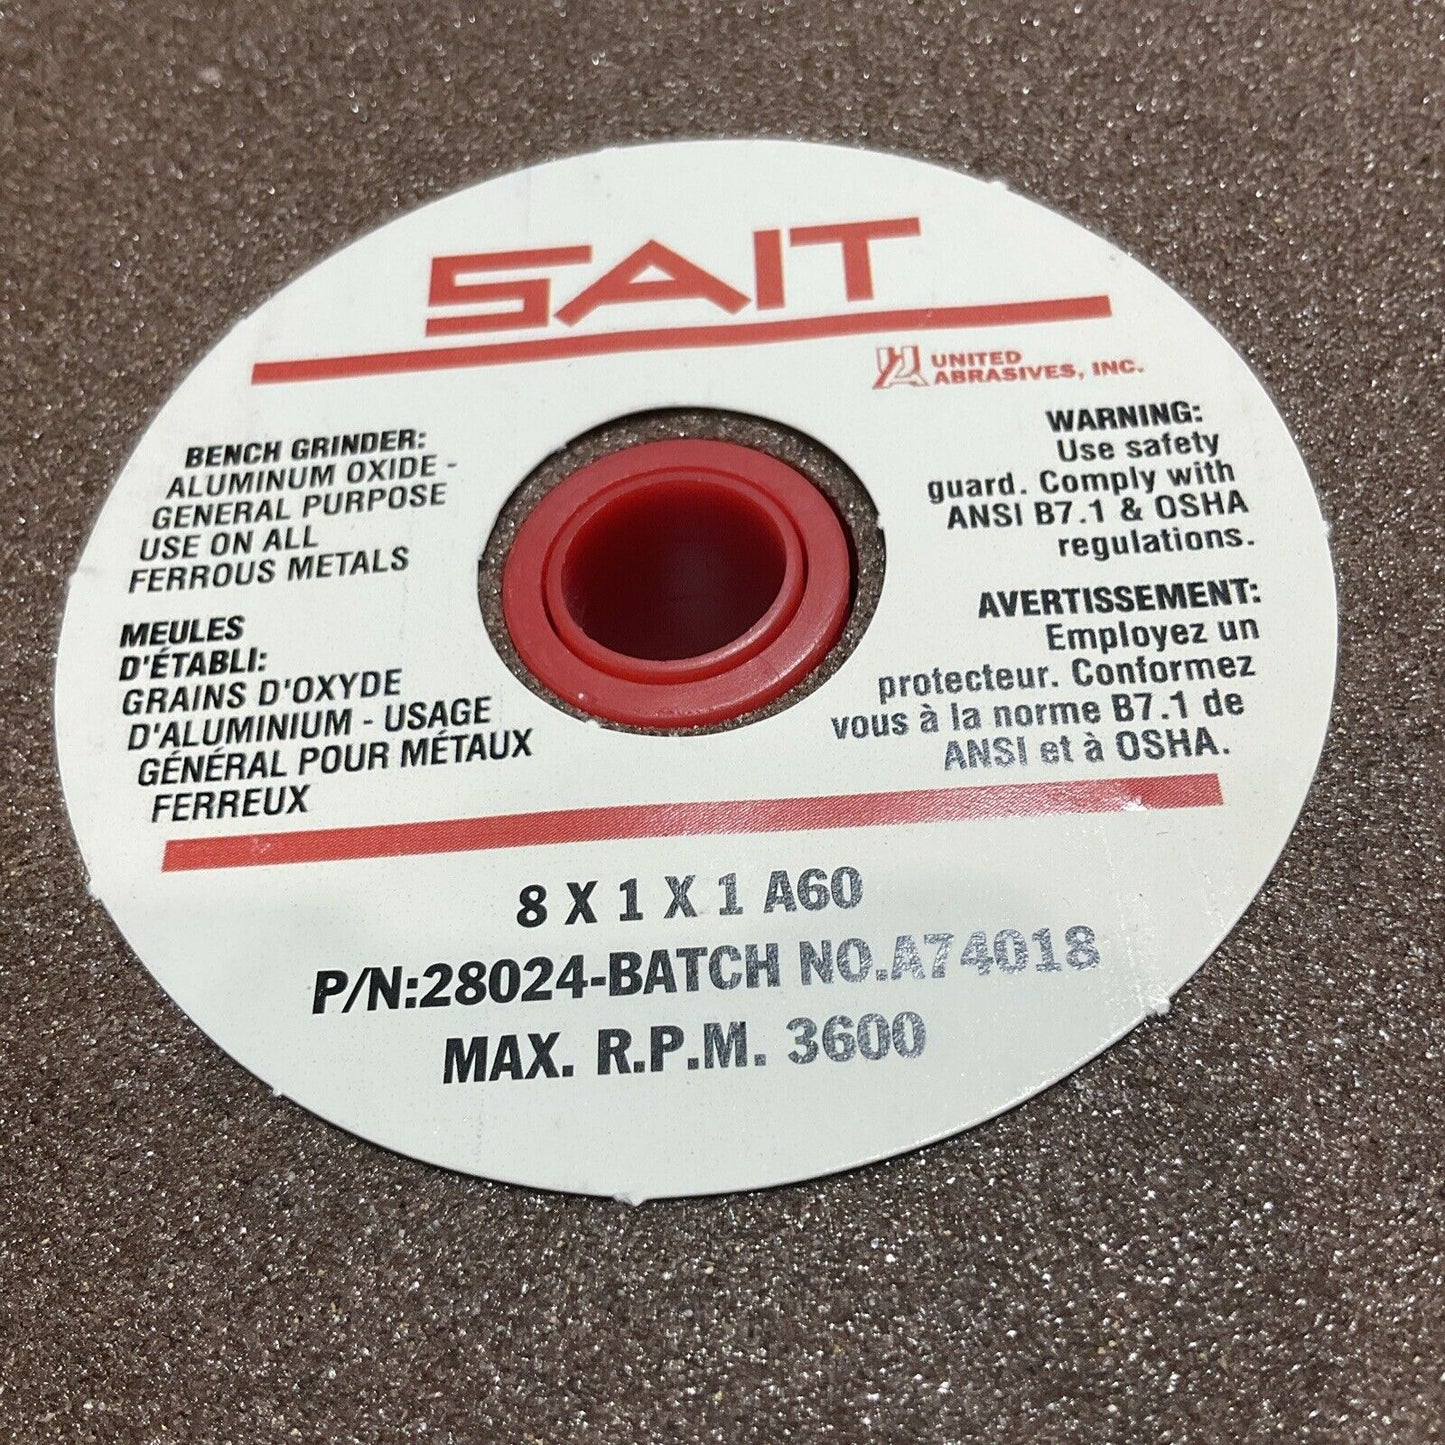 SAIT
UNITED
ABRASIVES, INC.
BENCH GRINDER:
ALUMINUM OXIDE -
GENERAL PURPOSE
USE ON ALL
FERROUS METALS
MEULES
D'ÉTABLI:
GRAINS D'OXYDE
D'ALUMINIUM - USAGE
GÉNÉRAL POUR MÉTAUX
FERREUX
WARNING:
Use safety
guard. Comply with
ANSI B7.1 & OSHA
regulations.
AVERTISSEMENT:
Employez un
protecteur. Conformez
vous à la norme B7.1 de
ANSI et à OSHA.
8 X 1 X 1 A60
P/N:28024-BATCH NO.A74018
MAX. R.P.M. 3600